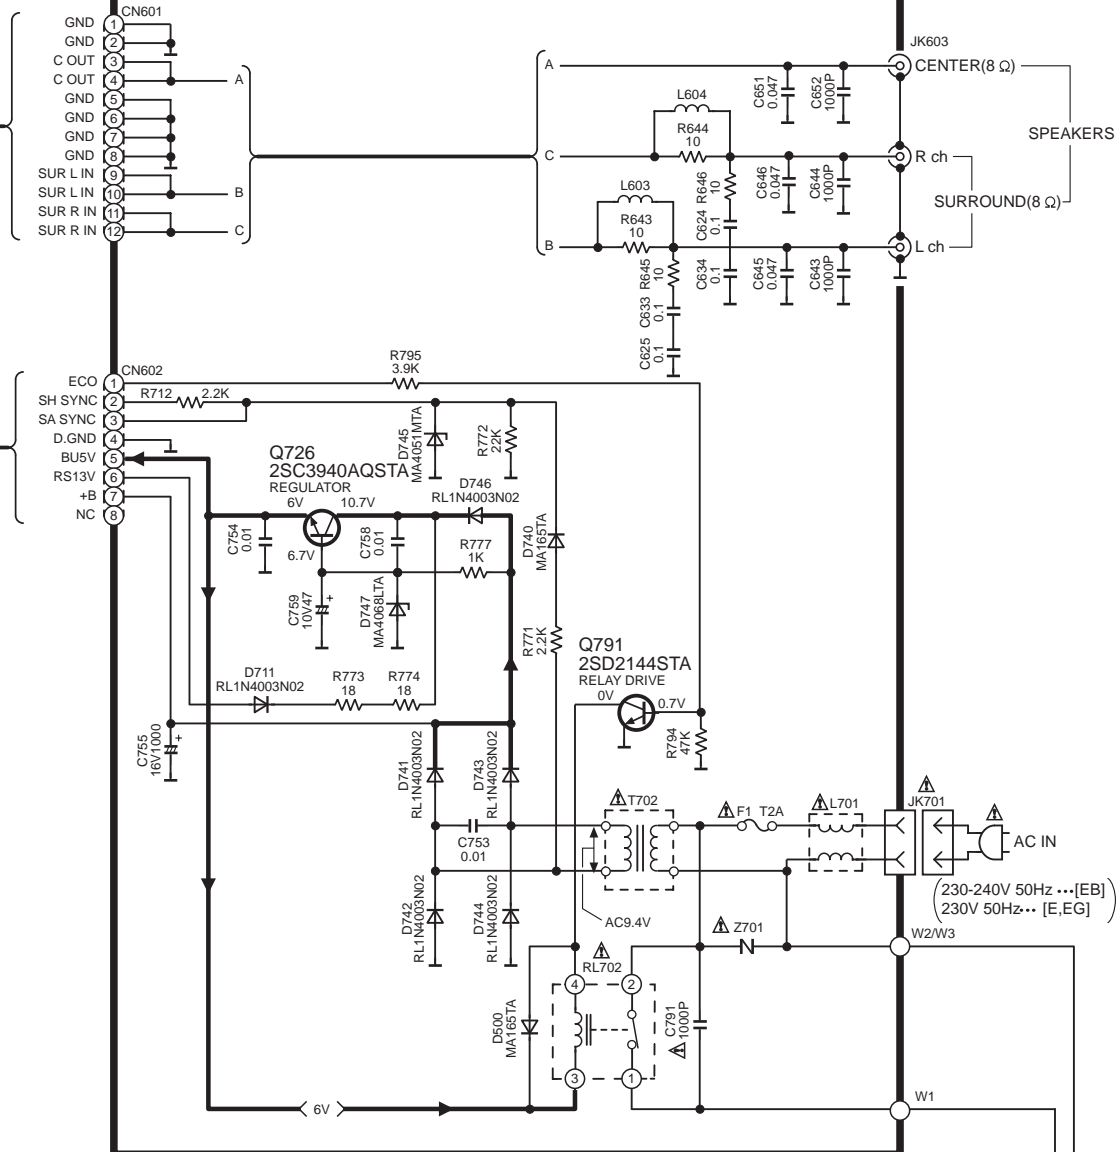 CN601
GND 1
GND 2
C OUT 3
C OUT 4
GND 5
GND 6
GND 7
GND 8
SUR L IN 9
SUR L IN 10
SUR R IN 11
SUR R IN 12
A
B
C
A
C
B
JK603
CENTER(8 Ω)
SPEAKERS
R ch
SURROUND(8 Ω)
L ch
C651
0.047
C652
1000P
L604
R644
10
R646
10
C646
0.047
C644
1000P
L603
R643
10
C624
0.1
R645
10
C634
0.1
C645
0.047
C643
1000P
C633
0.1
C625
0.1
CN602
ECO 1
SH SYNC 2
SA SYNC 3
D.GND 4
BU5V 5
RS13V 6
+B 7
NC 8
R795
3.9K
R712 2.2K
D745
MA4051MTA
R772
22K
Q726
2SC3940AQSTA
REGULATOR
6V 10.7V
6.7V
D746
RL1N4003N02
C754
0.01
C758
0.01
R777
1K
D740
MA165TA
C759
10V47
+
D747
MA4068LTA
R771
2.2K
Q791
2SD2144STA
RELAY DRIVE
0V
0.7V
D711
RL1N4003N02
R773
18
R774
18
R794
47K
C755
16V1000
+
D741
RL1N4003N02
D743
RL1N4003N02
C753
0.01
T702
F1 T2A
L701
JK701
AC IN
230-240V 50Hz ···[EB]
230V 50Hz··· [E,EG]
D742
RL1N4003N02
D744
RL1N4003N02
AC9.4V
Z701
W2/W3
RL702
4 2
D500
MA165TA
C791
1000P
3 1
6V
W1